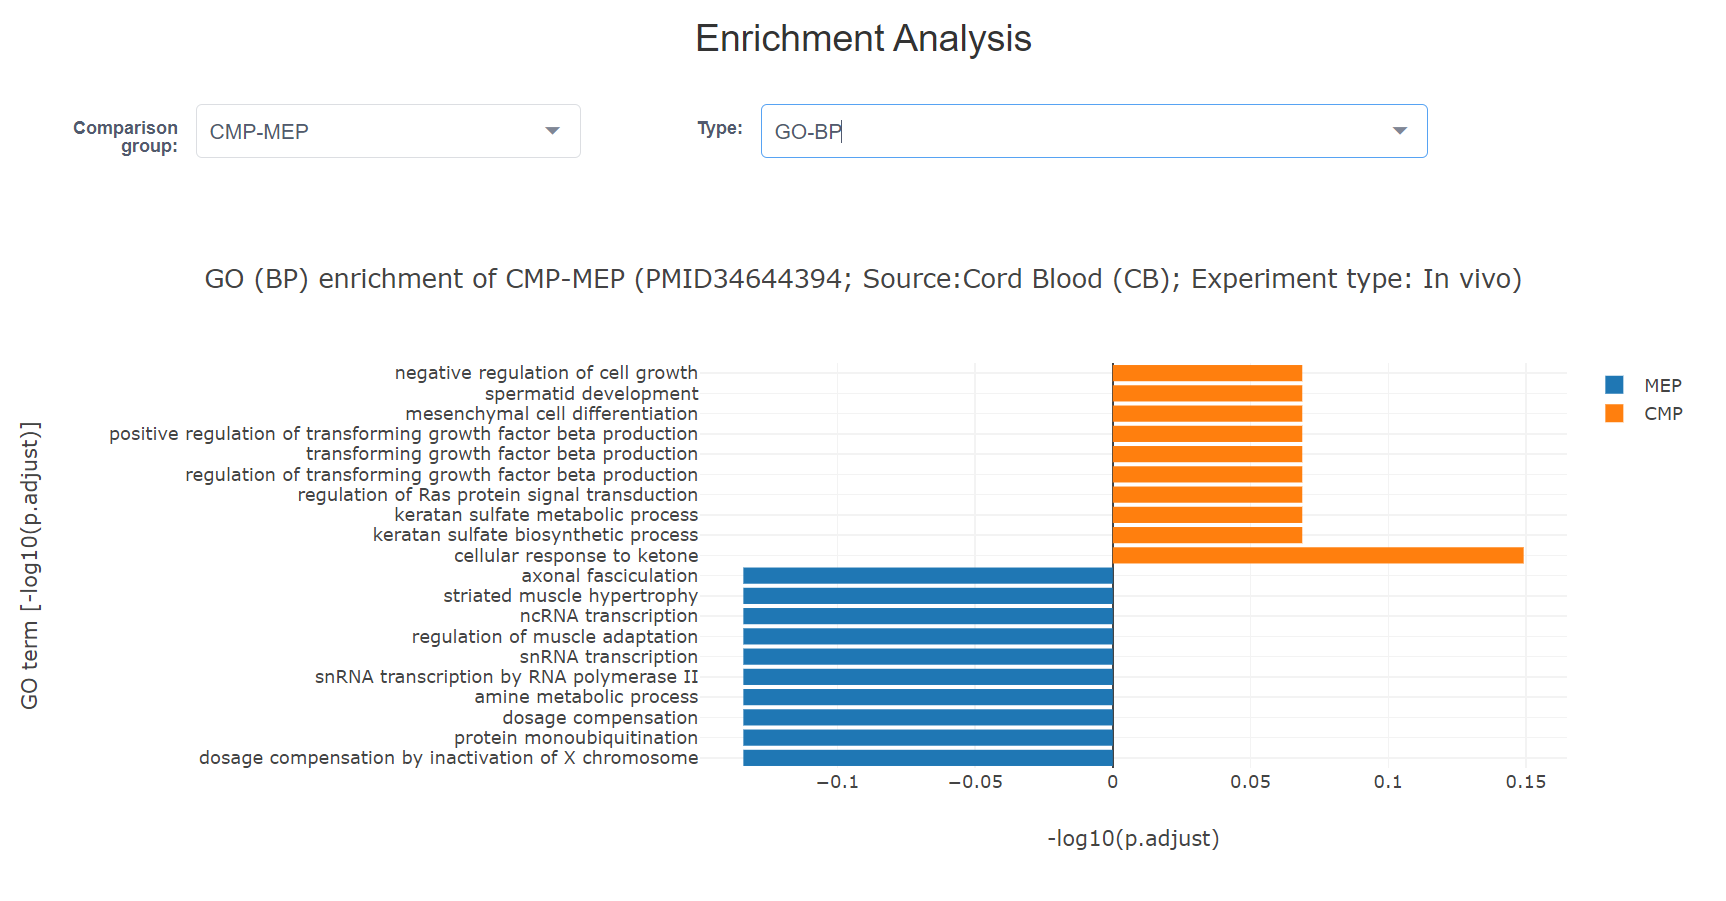 Enrichment Analysis
Comparison
group:
CMP-MEP
Type:
GO-BP
GO (BP) enrichment of CMP-MEP (PMID34644394; Source:Cord Blood (CB); Experiment type: In vivo)
GO term [-log10(p.adjust)]
negative regulation of cell growth
spermatid development
mesenchymal cell differentiation
positive regulation of transforming growth factor beta production
transforming growth factor beta production
regulation of transforming growth factor beta production
regulation of Ras protein signal transduction
keratan sulfate metabolic process
keratan sulfate biosynthetic process
cellular response to ketone
axonal fasciculation
striated muscle hypertrophy
ncRNA transcription
regulation of muscle adaptation
snRNA transcription
snRNA transcription by RNA polymerase II
amine metabolic process
dosage compensation
protein monoubiquitination
dosage compensation by inactivation of X chromosome
MEP
CMP
−0.1 −0.05 0 0.05 0.1 0.15
-log10(p.adjust)